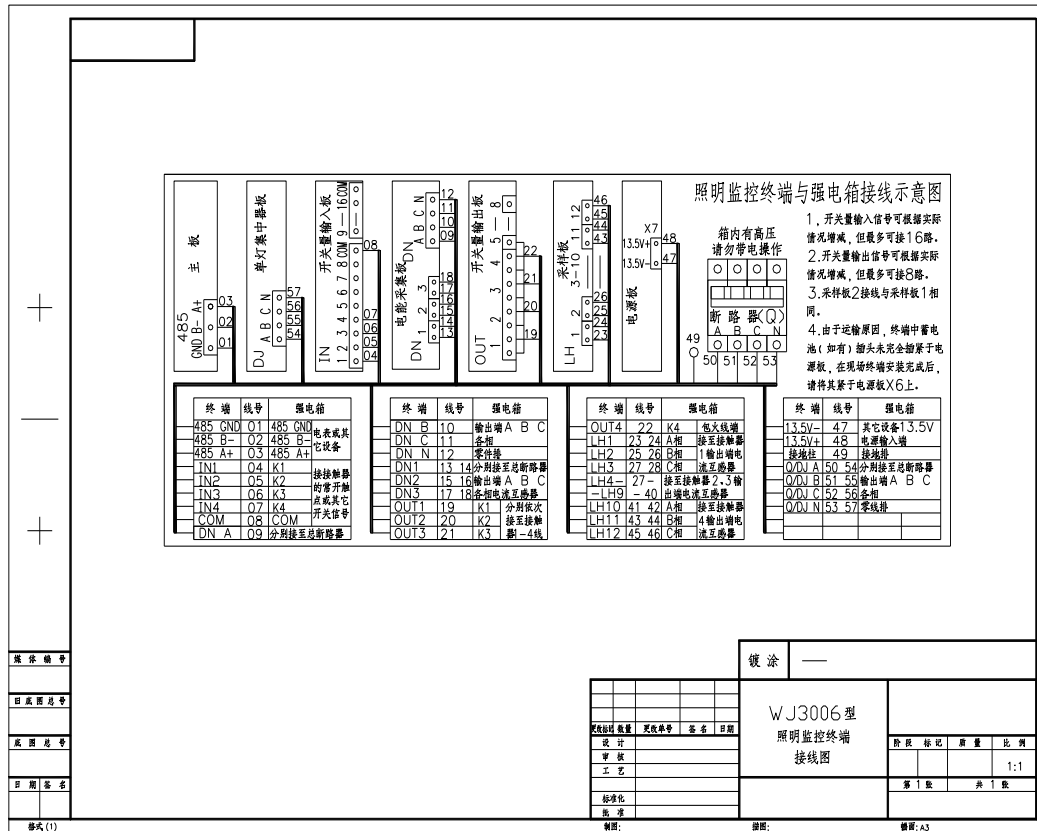 照明监控终端与强电箱接线示意图
主 板
485
GND B- A+
03
02
01
单灯集中器板
DJ A B C N
57
56
55
54
开关量输入板
IN
1 2 3 4 5 6 7 8 COM 9 — 16 COM
08
07
06
05
04
电能采集板
DN
A B C N
12
11
10
09
DN 1 2 3
18
17
16
15
14
13
开关量输出板
OUT
1 2 3 4 5 — 8
22
21
20
19
采样板
LH 1 2 3-10 11 12
46
45
44
43
26
25
24
23
电源板
X7
13.5V+ 48
13.5V- 47
箱内有高压
请勿带电操作
断路器(Q)
A B C N
49
50 51 52 53
1.开关量输入信号可根据实际
情况增减,但最多可接16路。
2.开关量输出信号可根据实际
情况增减,但最多可接8路。
3.采样板2接线与采样板1相
同。
4.由于运输原因,终端中蓄电
池(如有)插头未完全插紧于电
源板,在现场终端安装完成后,
请将其紧于电源板X6上。
终 端 线号 强电箱
485 GND 01 485 GND
485 B- 02 485 B-
485 A+ 03 485 A+
电表或其
它设备
IN1 04 K1
IN2 05 K2
IN3 06 K3
IN4 07 K4
COM 08 COM
接接触器
的常开触
点或其它
开关信号
DN A 09 分别接至总断路器
终 端 线号 强电箱
DN B 10 输出端A B C
DN C 11 各相
DN N 12 零件排
DN1 13 14 分别接至总断路器
DN2 15 16 输出端A B C
DN3 17 18 各相电流互感器
OUT1 19 K1 分别依次
OUT2 20 K2 接至接触
OUT3 21 K3 器1-4线
终 端 线号 强电箱
OUT4 22 K4 包火线端
LH1 23 24 A相 接至接触器
LH2 25 26 B相 1输出端电
LH3 27 28 C相 流互感器
LH4- 27- 接至接触器2.3输
-LH9 -40 出端电流互感器
LH10 41 42 A相 接至接触器
LH11 43 44 B相 4输出端电
LH12 45 46 C相 流互感器
终 端 线号 强电箱
13.5V- 47 其它设备13.5V
13.5V+ 48 电源输入端
接地柱 49 接地排
Q/DJ A 50 54 分别接至总断路器
Q/DJ B 51 55 输出端A B C
Q/DJ C 52 56 各相
Q/DJ N 53 57 零线排
媒体编号
旧底图总号
底图总号
日期 签名
格式(1)
镀涂 —
更改标记 数量 更改单号 签名 日期
设计
审核
工艺
标准化
批准
WJ3006型
照明监控终端
接线图
阶段标记 质量 比例
1:1
第1张 共1张
制图: 描图: 幅面:A3